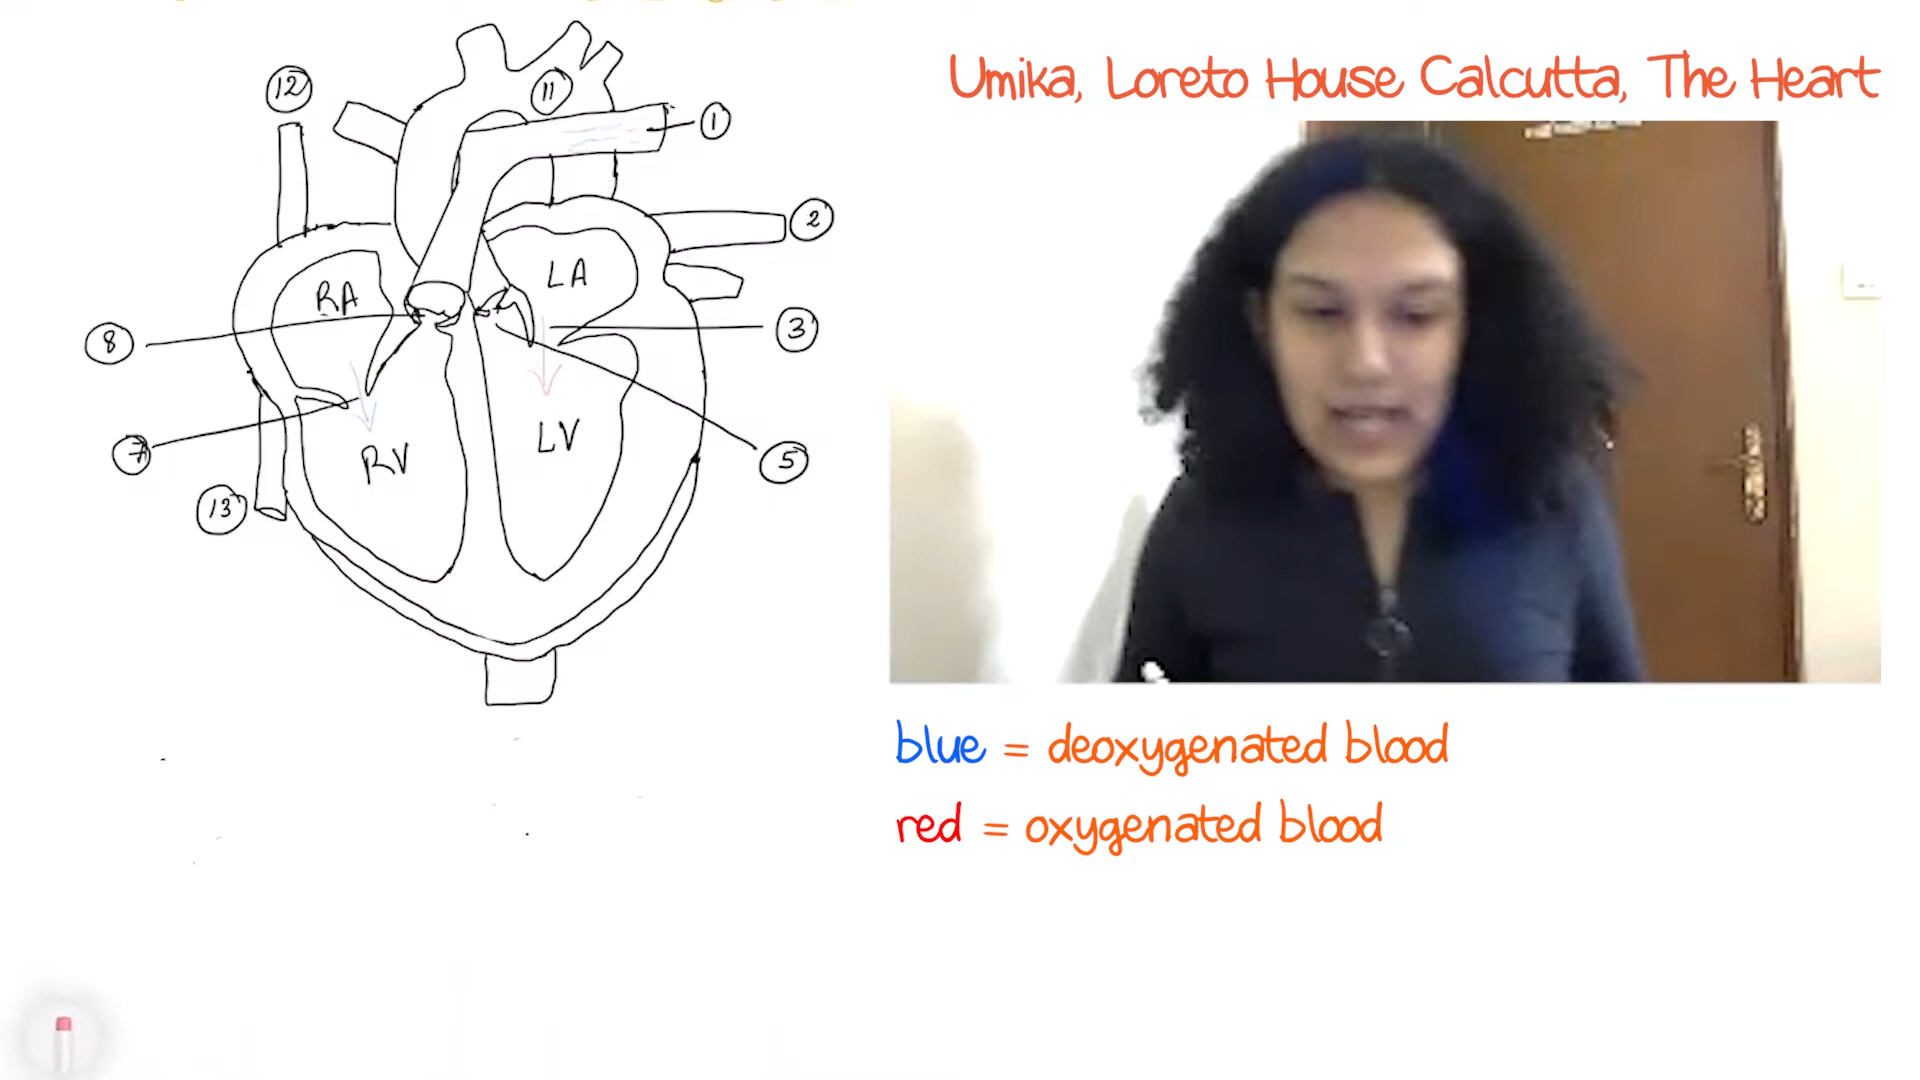 Umika, Loreto House Calcutta, The Heart
12
11
1
2
RA
LA
8
3
7
RV
LV
5
13
blue = deoxygenated blood
red = oxygenated blood